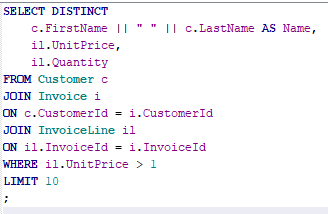 SELECT DISTINCT
c.FirstName || " " || c.LastName AS Name,
il.UnitPrice,
il.Quantity
FROM Customer c
JOIN Invoice i
ON c.CustomerId = i.CustomerId
JOIN InvoiceLine il
ON il.InvoiceId = i.InvoiceId
WHERE il.UnitPrice > 1
LIMIT 10
;